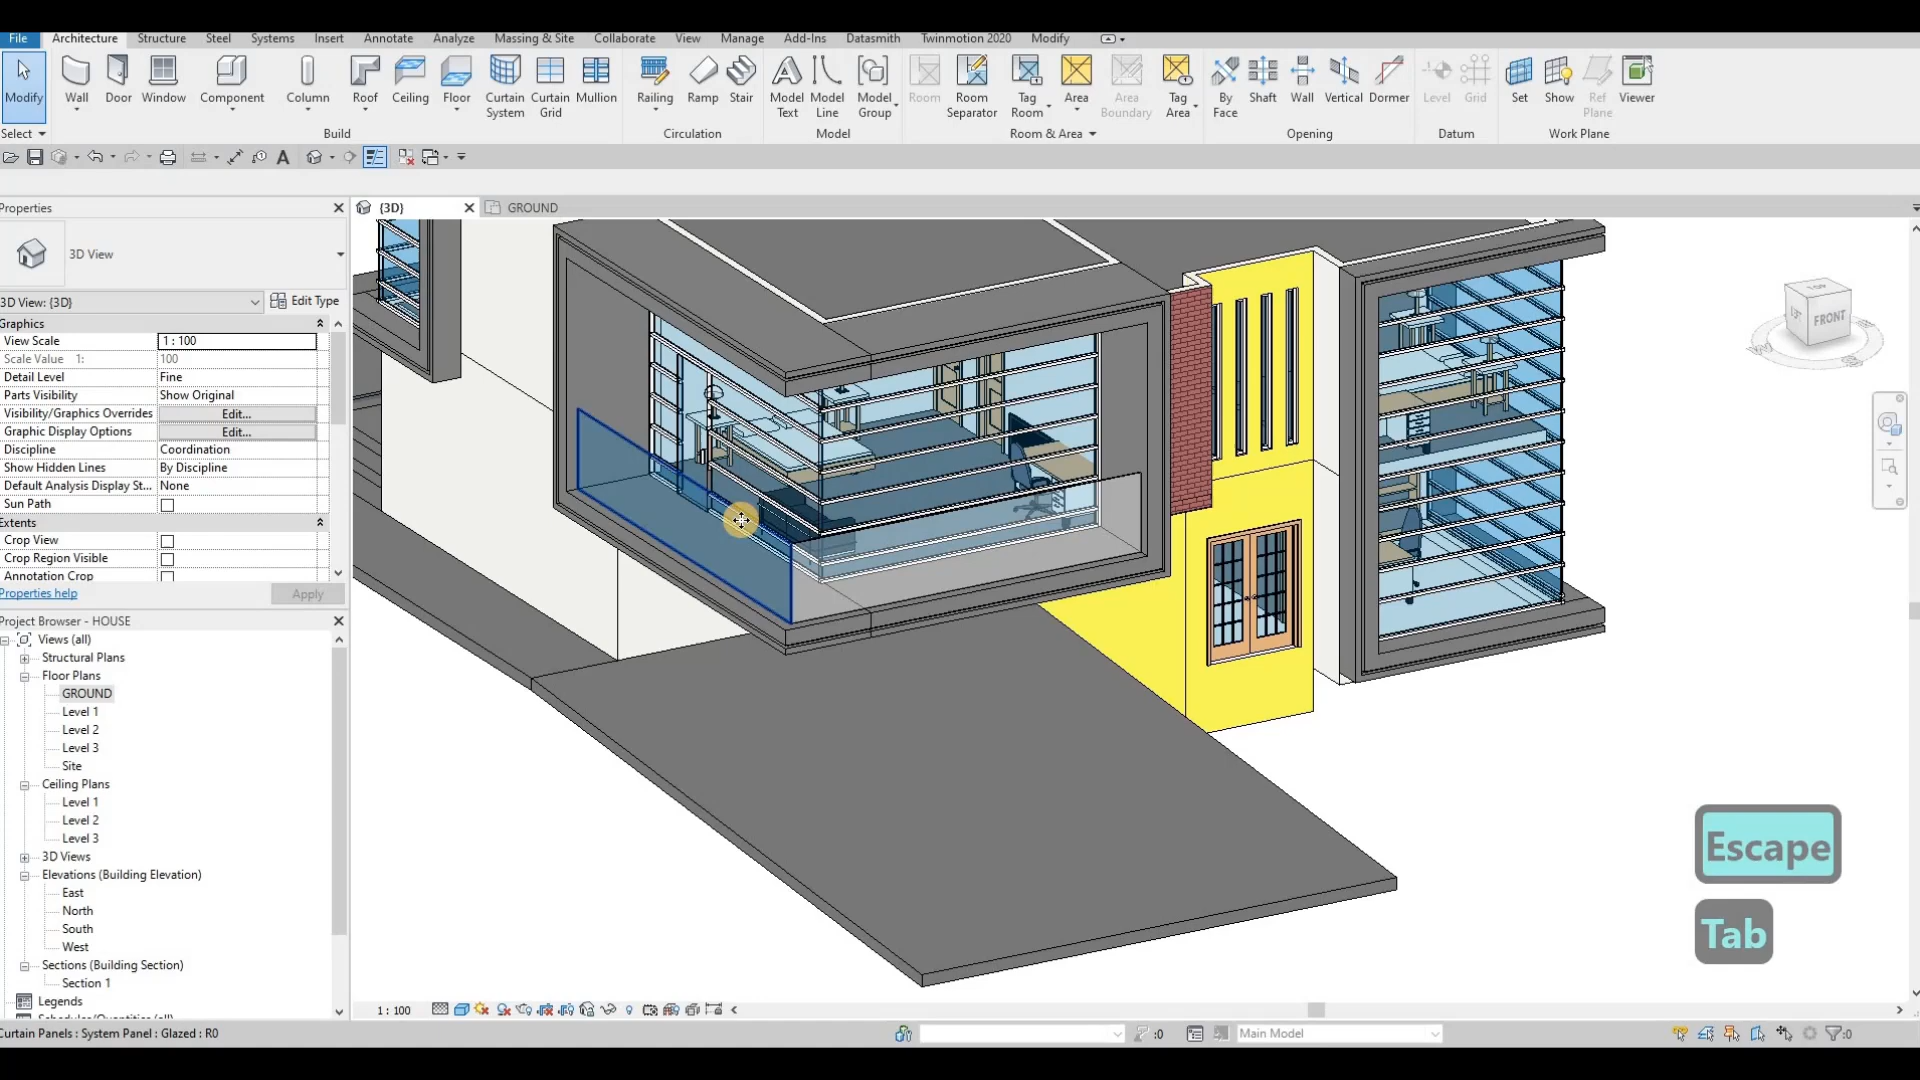 File Architecture Structure Steel Systems Insert Annotate Analyze Massing & Site Collaborate View Manage Add-Ins Datasmith Twinmotion 2020 Modify
Modify Wall Door Window Component Column Roof Ceiling Floor Curtain System Curtain Grid Mullion Railing Ramp Stair Model Text Model Line Model Group Room Room Separator Tag Room Area Area Boundary Tag Area By Face Shaft Wall Vertical Dormer Level Grid Set Show Ref Plane Viewer
Select Build Circulation Model Room & Area Opening Datum Work Plane
Properties
{3D} GROUND
3D View
3D View: {3D} Edit Type
Graphics
View Scale 1 : 100
Scale Value 1: 100
Detail Level Fine
Parts Visibility Show Original
Visibility/Graphics Overrides Edit...
Graphic Display Options Edit...
Discipline Coordination
Show Hidden Lines By Discipline
Default Analysis Display St... None
Sun Path
Extents
Crop View
Crop Region Visible
Annotation Crop
Properties help Apply
Project Browser - HOUSE
Views (all)
Structural Plans
Floor Plans
GROUND
Level 1
Level 2
Level 3
Site
Ceiling Plans
Level 1
Level 2
Level 3
3D Views
Elevations (Building Elevation)
East
North
South
West
Sections (Building Section)
Section 1
Legends
FRONT
TOP
Escape
Tab
1 : 100
Curtain Panels : System Panel : Glazed : R0
:0 Main Model :0